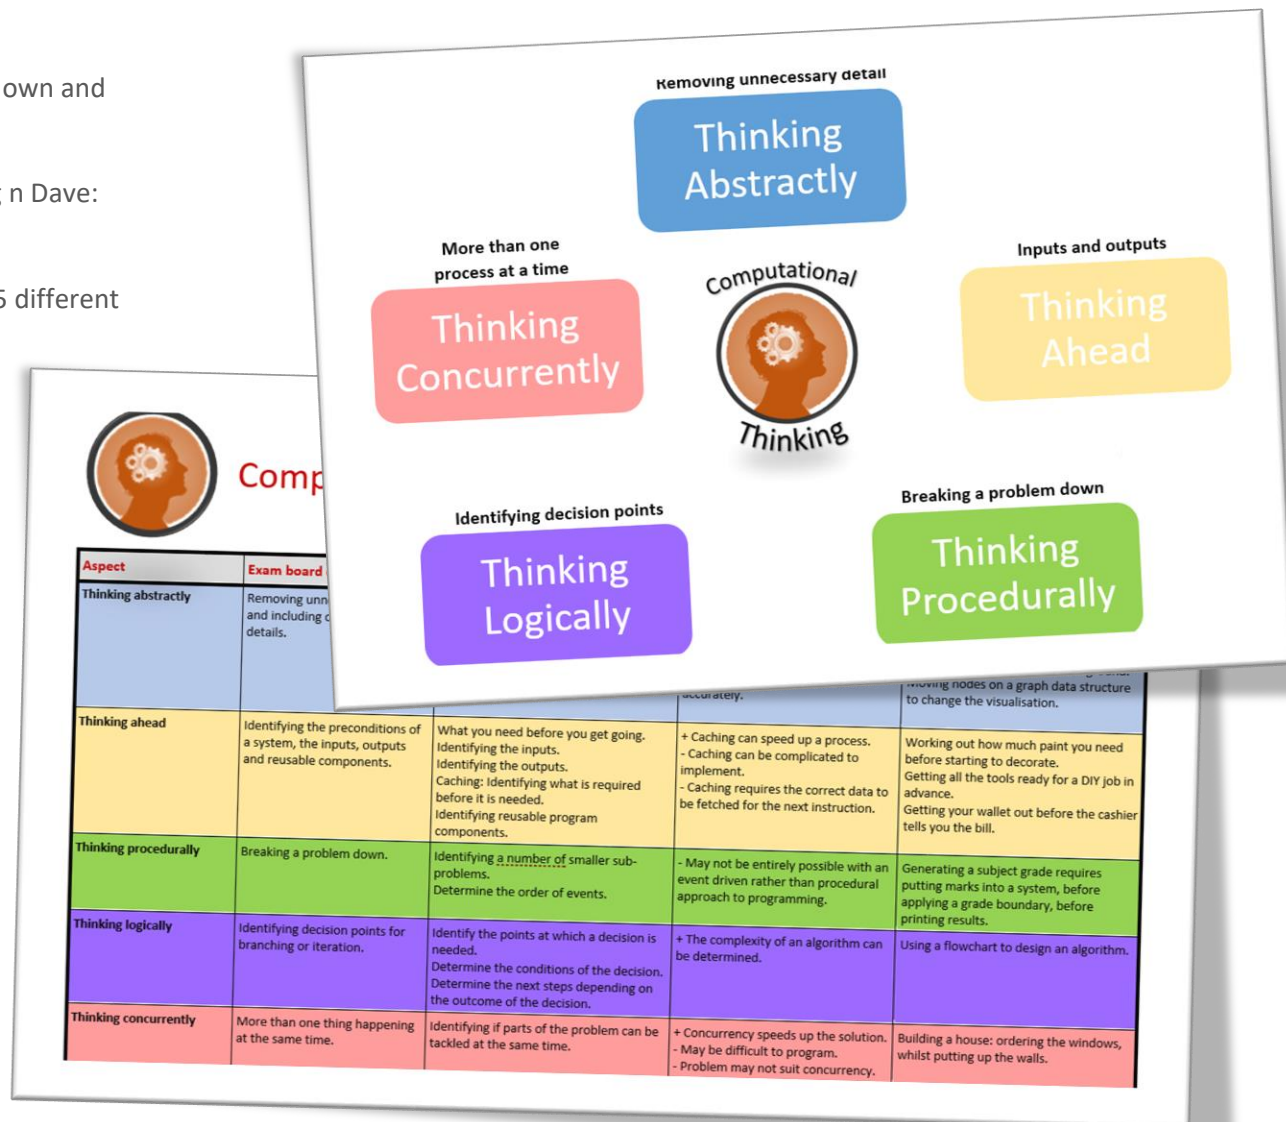 own and
n Dave:
5 different
Removing unnecessary detail
Thinking
Abstractly
More than one
process at a time
Thinking
Concurrently
Computational
Thinking
Inputs and outputs
Thinking
Ahead
Identifying decision points
Thinking
Logically
Breaking a problem down
Thinking
Procedurally
Comp
Aspect
Exam board
Thinking abstractly
Removing unn
and including
details.
accurately.
Moving nodes on a graph data structure
to change the visualisation.
Thinking ahead
Identifying the preconditions of
a system, the inputs, outputs
and reusable components.
What you need before you get going.
Identifying the inputs.
Identifying the outputs.
Caching: Identifying what is required
before it is needed.
Identifying reusable program
components.
+ Caching can speed up a process.
- Caching can be complicated to
implement.
- Caching requires the correct data to
be fetched for the next instruction.
Working out how much paint you need
before starting to decorate.
Getting all the tools ready for a DIY job in
advance.
Getting your wallet out before the cashier
tells you the bill.
Thinking procedurally
Breaking a problem down.
Identifying a number of smaller sub-
problems.
Determine the order of events.
- May not be entirely possible with an
event driven rather than procedural
approach to programming.
Generating a subject grade requires
putting marks into a system, before
applying a grade boundary, before
printing results.
Thinking logically
Identifying decision points for
branching or iteration.
Identify the points at which a decision is
needed.
Determine the conditions of the decision.
Determine the next steps depending on
the outcome of the decision.
+ The complexity of an algorithm can
be determined.
Using a flowchart to design an algorithm.
Thinking concurrently
More than one thing happening
at the same time.
Identifying if parts of the problem can be
tackled at the same time.
+ Concurrency speeds up the solution.
- May be difficult to program.
- Problem may not suit concurrency.
Building a house: ordering the windows,
whilst putting up the walls.